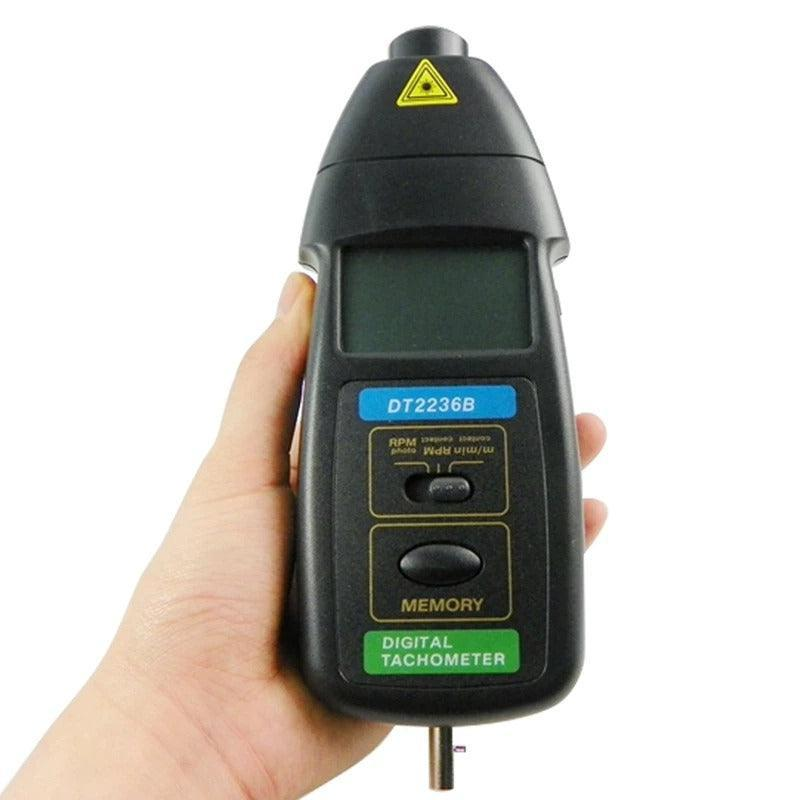 DT2236B
RPM
photo
m/min RPM
contact contact
MEMORY
DIGITAL
TACHOMETER